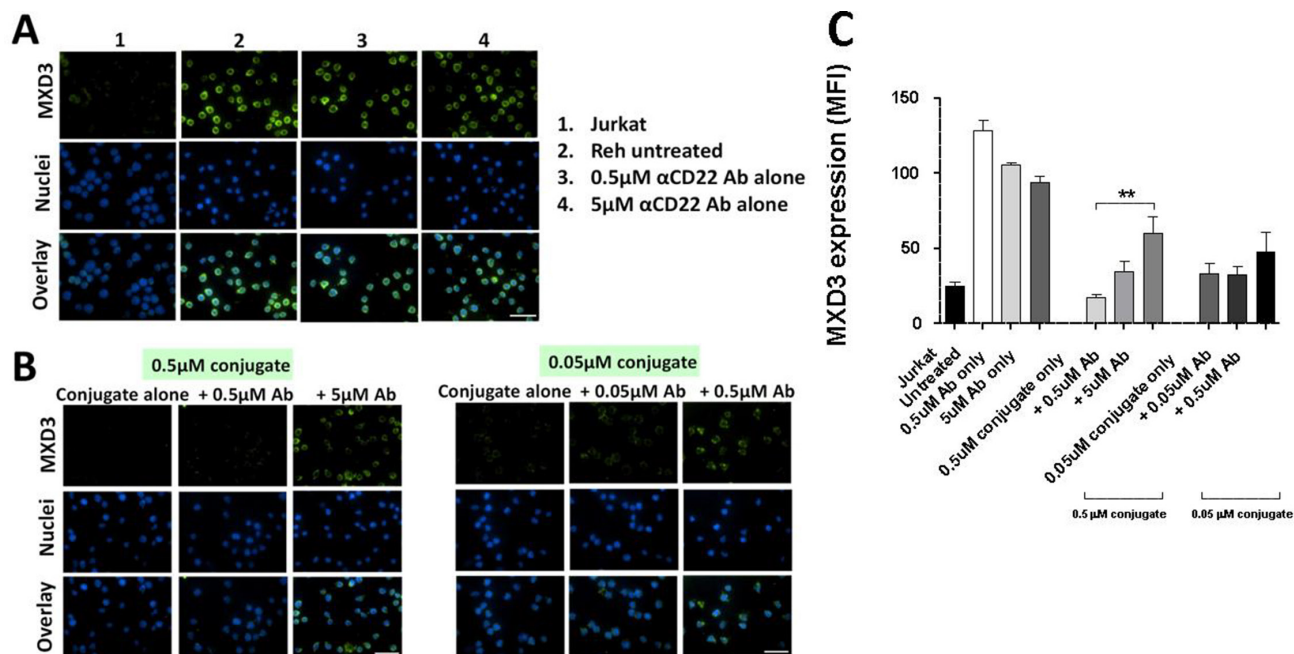 A
1 2 3 4
MXD3
Nuclei
Overlay
1. Jurkat
2. Reh untreated
3. 0.5µM αCD22 Ab alone
4. 5µM αCD22 Ab alone
B
0.5µM conjugate
Conjugate alone + 0.5µM Ab + 5µM Ab
0.05µM conjugate
Conjugate alone + 0.05µM Ab + 0.5µM Ab
MXD3
Nuclei
Overlay
C
MXD3 expression (MFI)
150
100
50
0
**
Jurkat
Untreated
0.5uM Ab only
5uM Ab only
0.5uM conjugate only
+ 0.5uM Ab
+ 5uM Ab
0.05uM conjugate only
+ 0.05uM Ab
+ 0.5uM Ab
0.5 µM conjugate
0.05 µM conjugate